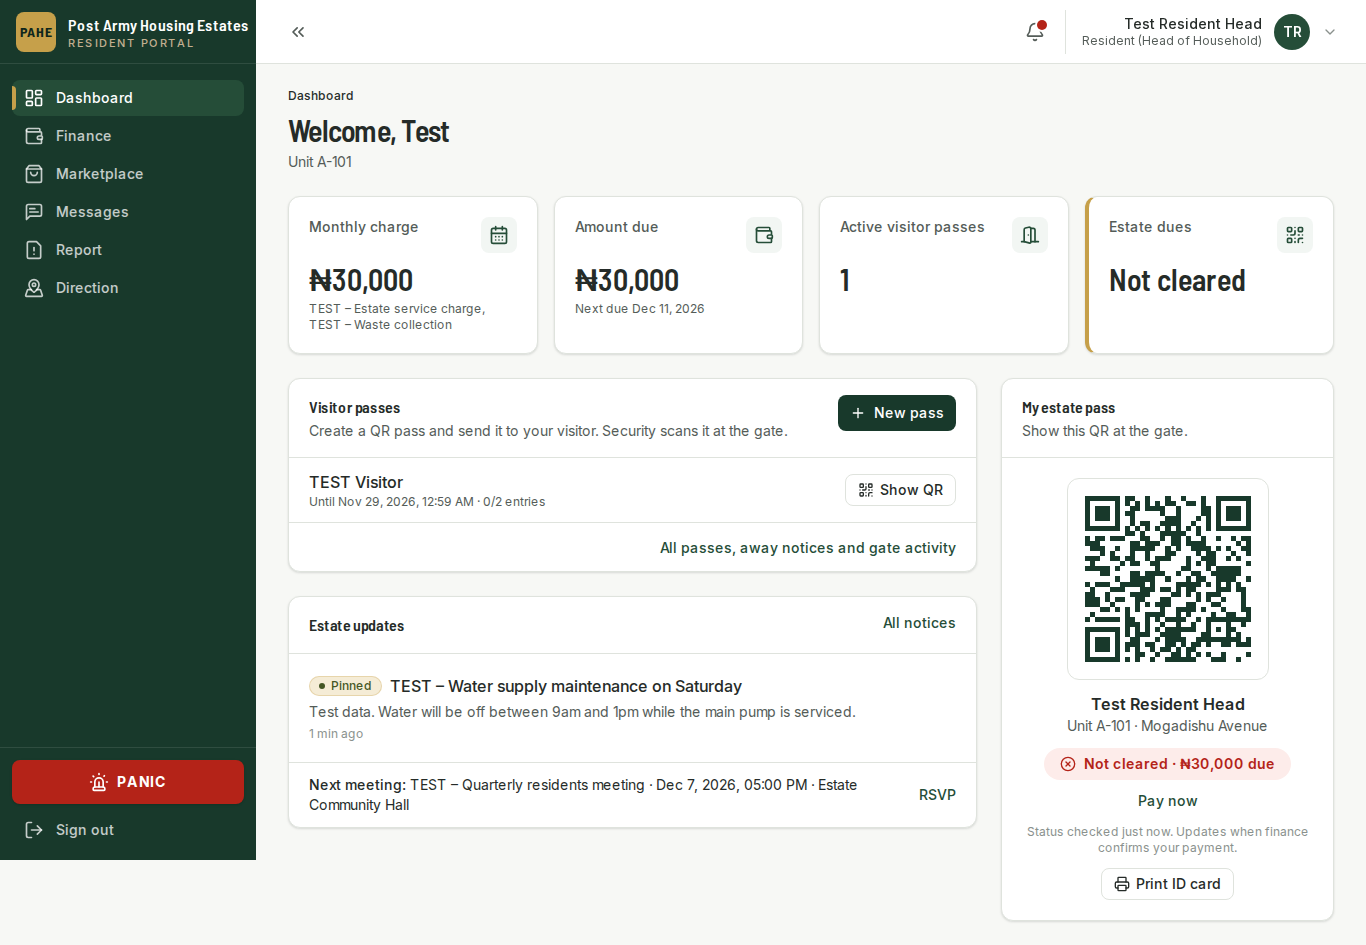 PAHE
Post Army Housing Estates
RESIDENT PORTAL
Dashboard
Finance
Marketplace
Messages
Report
Direction
PANIC
Sign out
Test Resident Head
Resident (Head of Household)
TR
Dashboard
Welcome, Test
Unit A-101
Monthly charge
₦30,000
TEST – Estate service charge,
TEST – Waste collection
Amount due
₦30,000
Next due Dec 11, 2026
Active visitor passes
1
Estate dues
Not cleared
Visitor passes
Create a QR pass and send it to your visitor. Security scans it at the gate.
New pass
TEST Visitor
Until Nov 29, 2026, 12:59 AM · 0/2 entries
Show QR
All passes, away notices and gate activity
Estate updates
All notices
Pinned
TEST – Water supply maintenance on Saturday
Test data. Water will be off between 9am and 1pm while the main pump is serviced.
1 min ago
Next meeting: TEST – Quarterly residents meeting · Dec 7, 2026, 05:00 PM · Estate
Community Hall
RSVP
My estate pass
Show this QR at the gate.
Test Resident Head
Unit A-101 · Mogadishu Avenue
Not cleared · ₦30,000 due
Pay now
Status checked just now. Updates when finance
confirms your payment.
Print ID card